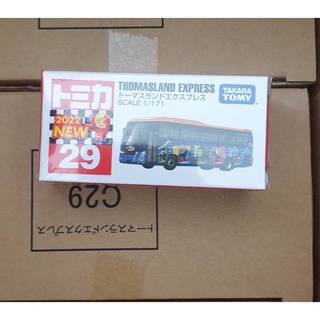 トミカ
2022
NEW
29
THOMASLAND EXPRESS
トーマスランドエクスプレス
SCALE 1/171
TAKARA
TOMY
C29
トーマスランドエクスプレス